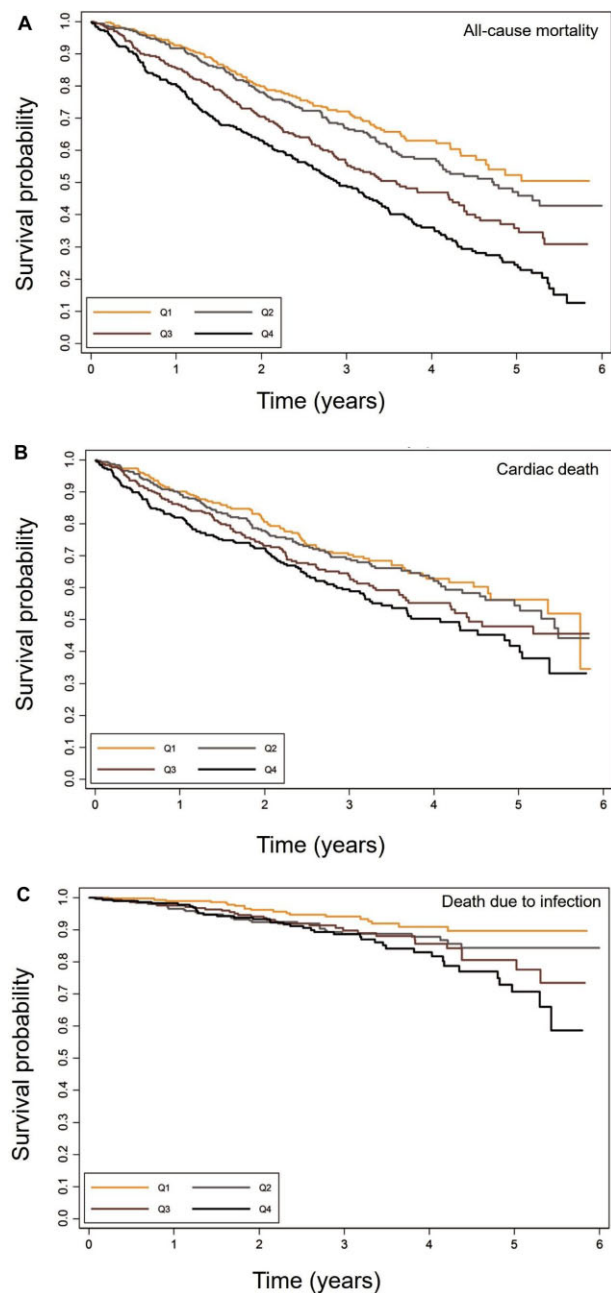 A
All-cause mortality
Survival probability
1.0
0.9
0.8
0.7
0.6
0.5
0.4
0.3
0.2
0.1
0.0
Q1 Q2
Q3 Q4
0 1 2 3 4 5 6
Time (years)
B
Cardiac death
Survival probability
1.0
0.9
0.8
0.7
0.6
0.5
0.4
0.3
0.2
0.1
0.0
Q1 Q2
Q3 Q4
0 1 2 3 4 5 6
Time (years)
C
Death due to infection
Survival probability
1.0
0.9
0.8
0.7
0.6
0.5
0.4
0.3
0.2
0.1
0.0
Q1 Q2
Q3 Q4
0 1 2 3 4 5 6
Time (years)